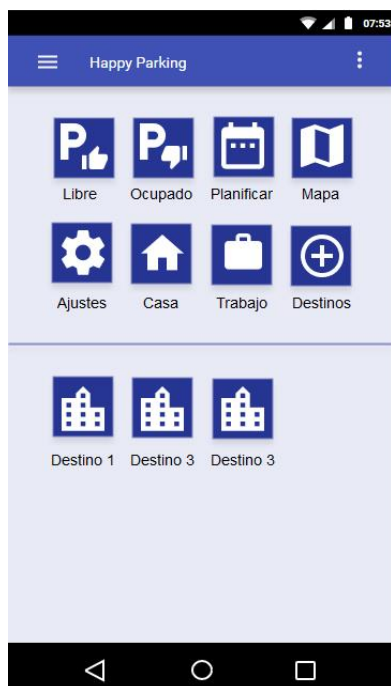 07:53
Happy Parking
P P
Libre Ocupado Planificar Mapa
Ajustes Casa Trabajo Destinos
Destino 1 Destino 3 Destino 3